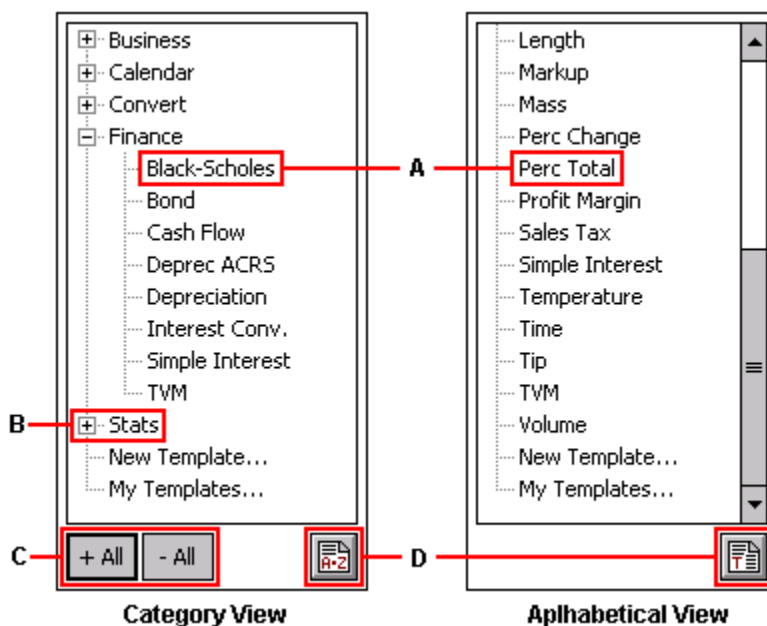 Business
Calendar
Convert
Finance
Black-Scholes
Bond
Cash Flow
Deprec ACRS
Depreciation
Interest Conv.
Simple Interest
TVM
Stats
New Template...
My Templates...
+ All
- All
A-Z
Category View
A
B
C
D
Length
Markup
Mass
Perc Change
Perc Total
Profit Margin
Sales Tax
Simple Interest
Temperature
Time
Tip
TVM
Volume
New Template...
My Templates...
T
Aplhabetical View